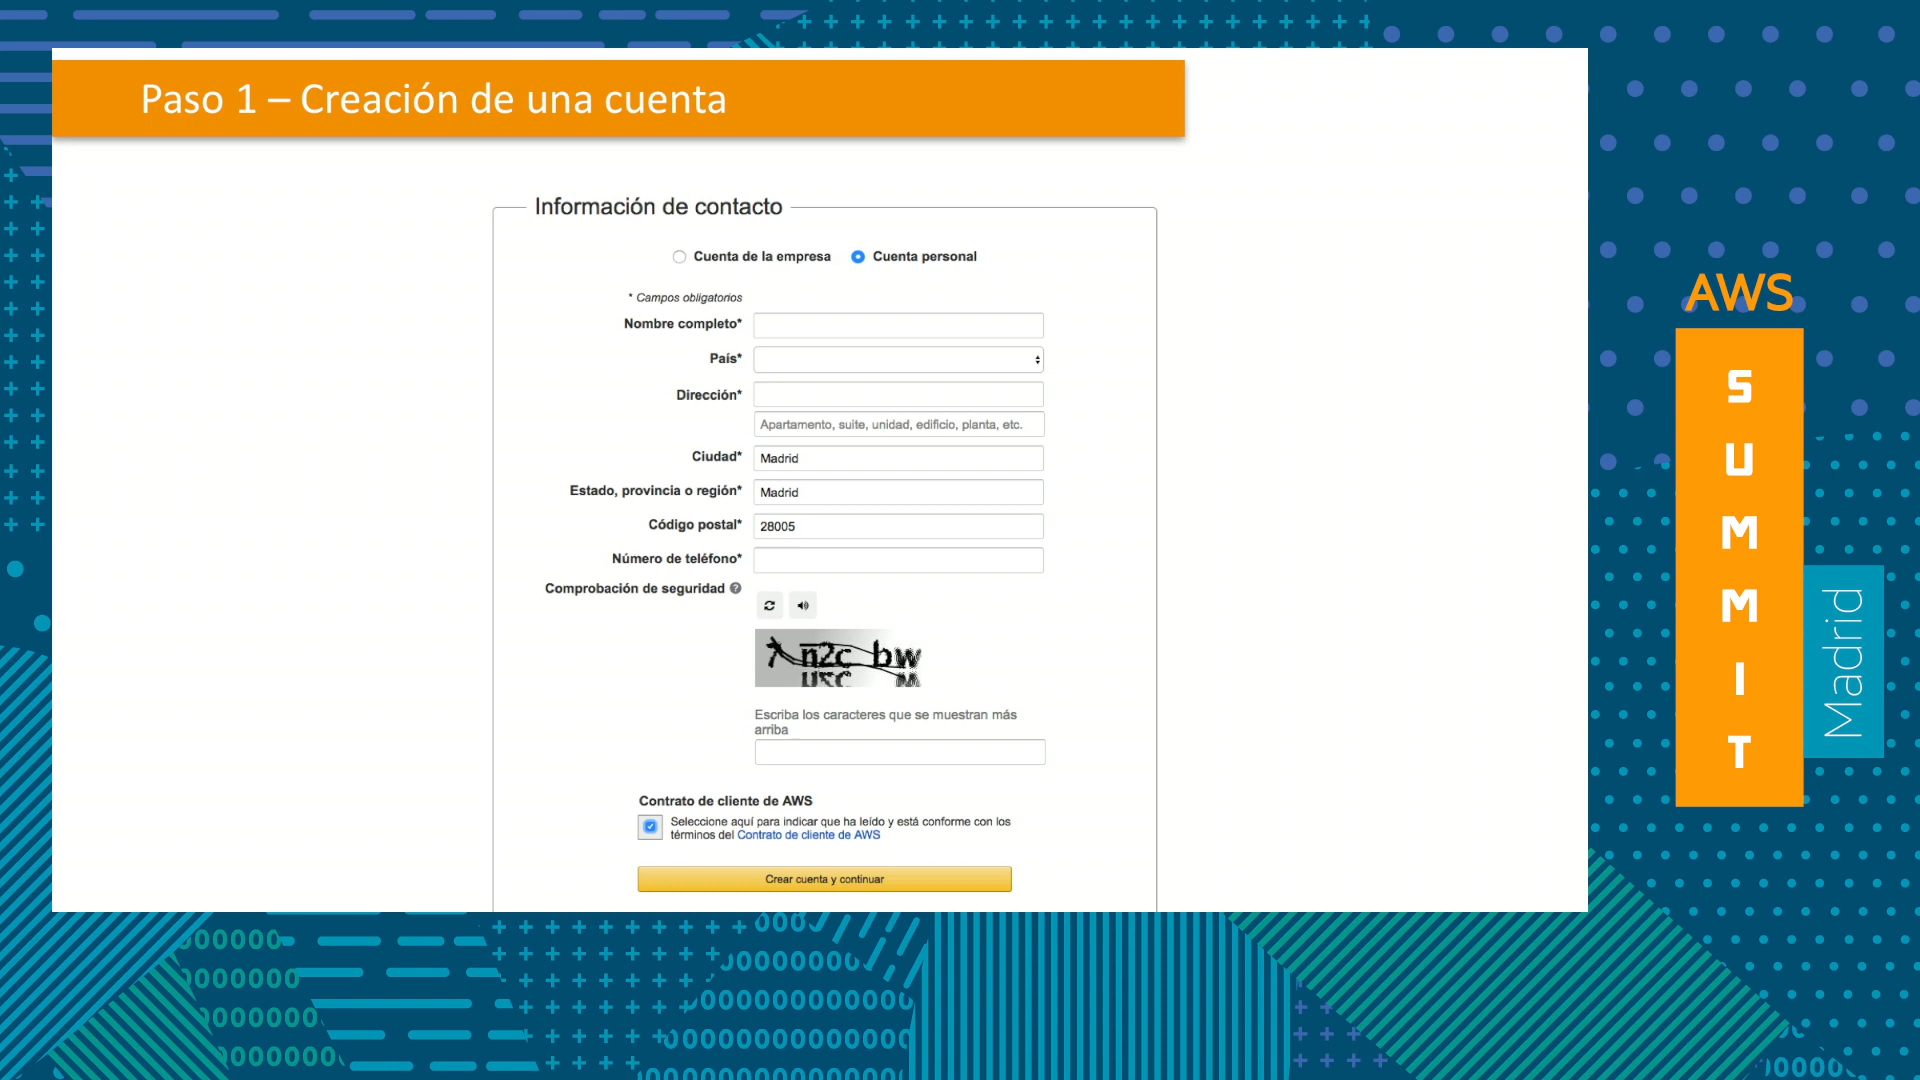 Paso 1 – Creación de una cuenta
Información de contacto
Cuenta de la empresa Cuenta personal
* Campos obligatorios
Nombre completo*
País*
Dirección*
Apartamento, suite, unidad, edificio, planta, etc.
Ciudad* Madrid
Estado, provincia o región* Madrid
Código postal* 28005
Número de teléfono*
Comprobación de seguridad
Escriba los caracteres que se muestran más
arriba
Contrato de cliente de AWS
Seleccione aquí para indicar que ha leído y está conforme con los
términos del Contrato de cliente de AWS
Crear cuenta y continuar
AWS
SUMMIT
Madrid